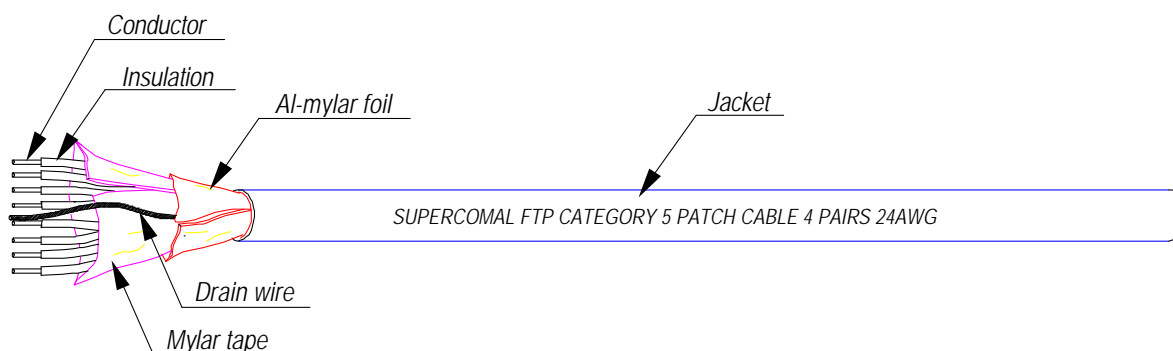 Conductor
Insulation
Al-mylar foil
Jacket
SUPERCOMAL FTP CATEGORY 5 PATCH CABLE 4 PAIRS 24AWG
Drain wire
Mylar tape